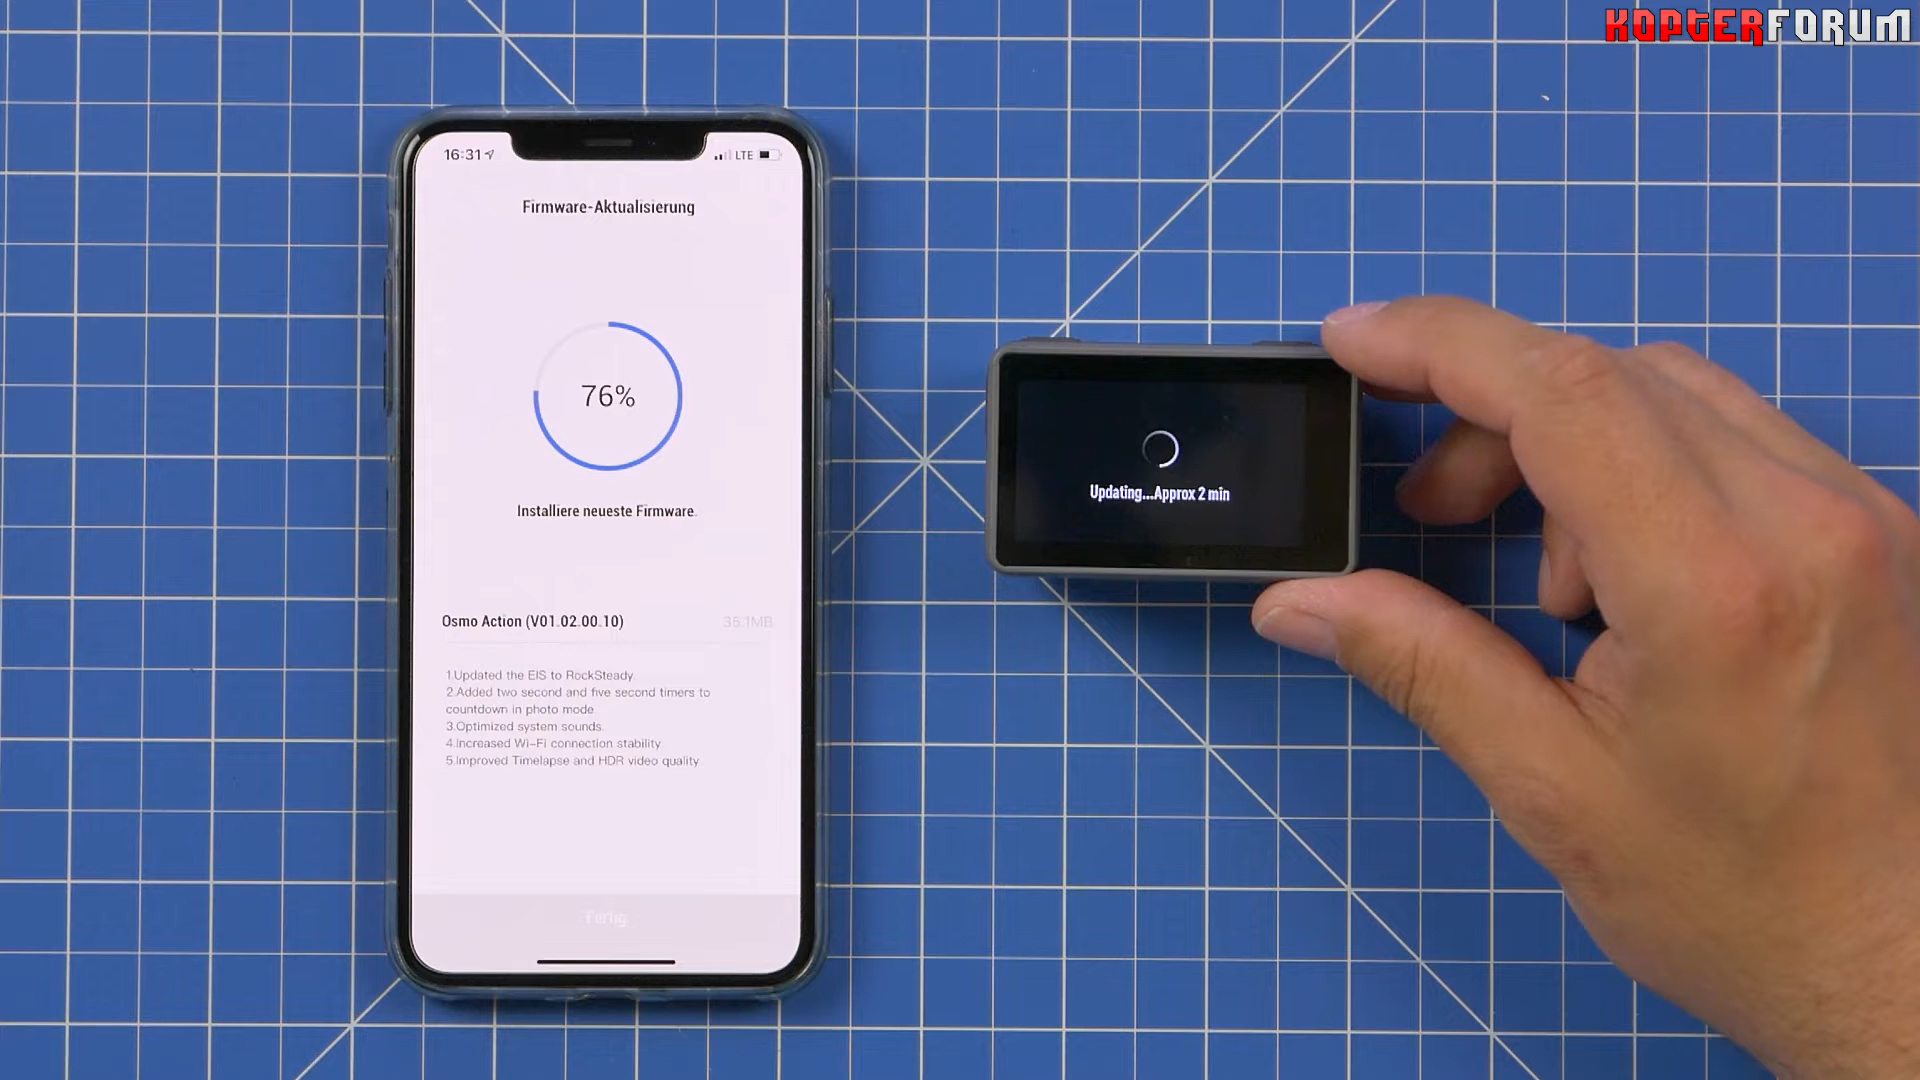 KOPTERFORUM
16:31
LTE
Firmware-Aktualisierung
76%
Installiere neueste Firmware.
Osmo Action (V01.02.00.10)
35.1MB
1.Updated the EIS to RockSteady
2.Added two second and five second timers to
countdown in photo mode.
3.Optimized system sounds.
4.Increased Wi-Fi connection stability
5.Improved Timelapse and HDR video quality
Fertig
Updating...Approx 2 min